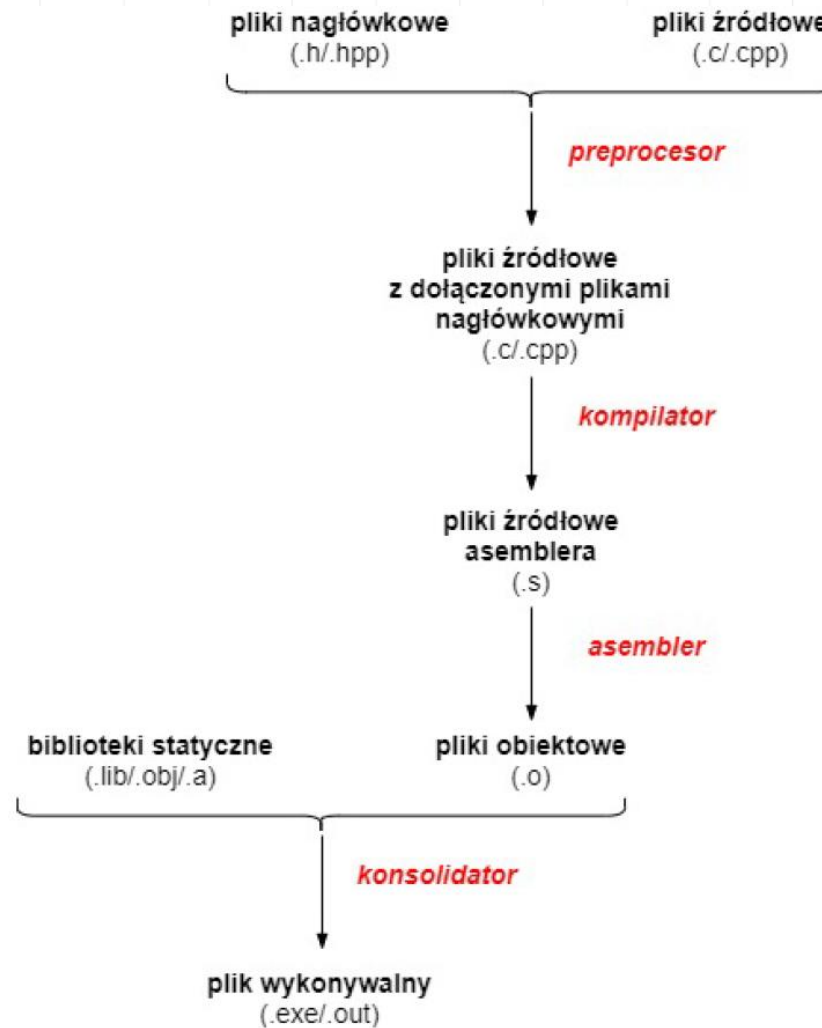 pliki nagłówkowe
(.h/.hpp)
pliki źródłowe
(.c/.cpp)
preprocesor
pliki źródłowe
z dołączonymi plikami
nagłówkowymi
(.c/.cpp)
kompilator
pliki źródłowe
asemblera
(.s)
asembler
biblioteki statyczne
(.lib/.obj/.a)
pliki obiektowe
(.o)
konsolidator
plik wykonywalny
(.exe/.out)